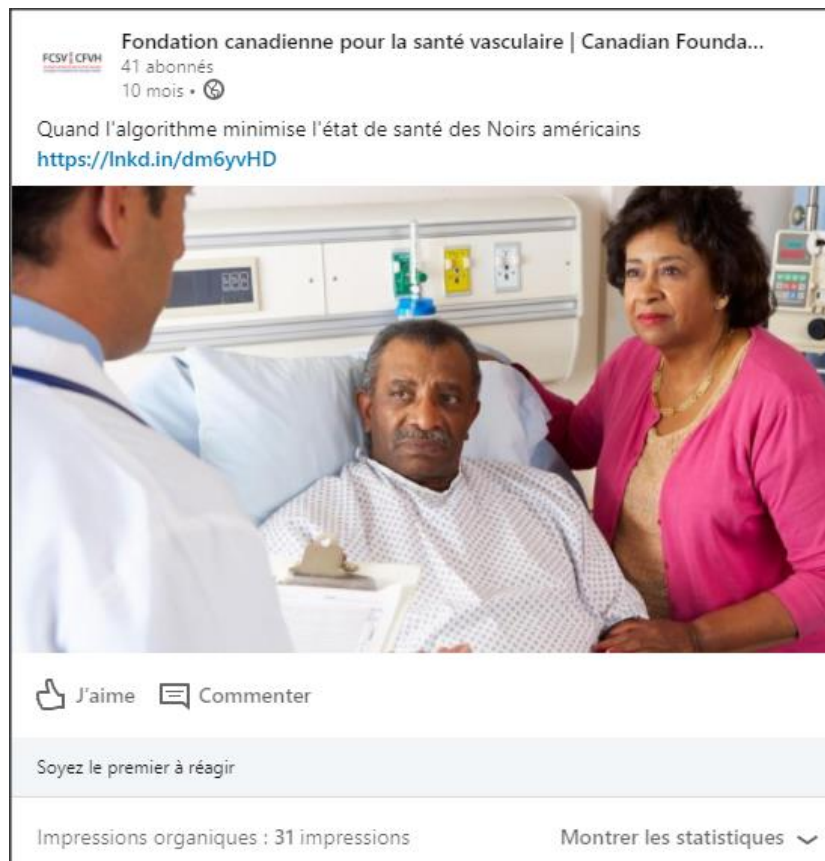 FCSV CFVH
Fondation canadienne pour la santé vasculaire | Canadian Founda...
41 abonnés
10 mois •
Quand l'algorithme minimise l'état de santé des Noirs américains
https://lnkd.in/dm6yvHD
J'aime
Commenter
Soyez le premier à réagir
Impressions organiques : 31 impressions
Montrer les statistiques